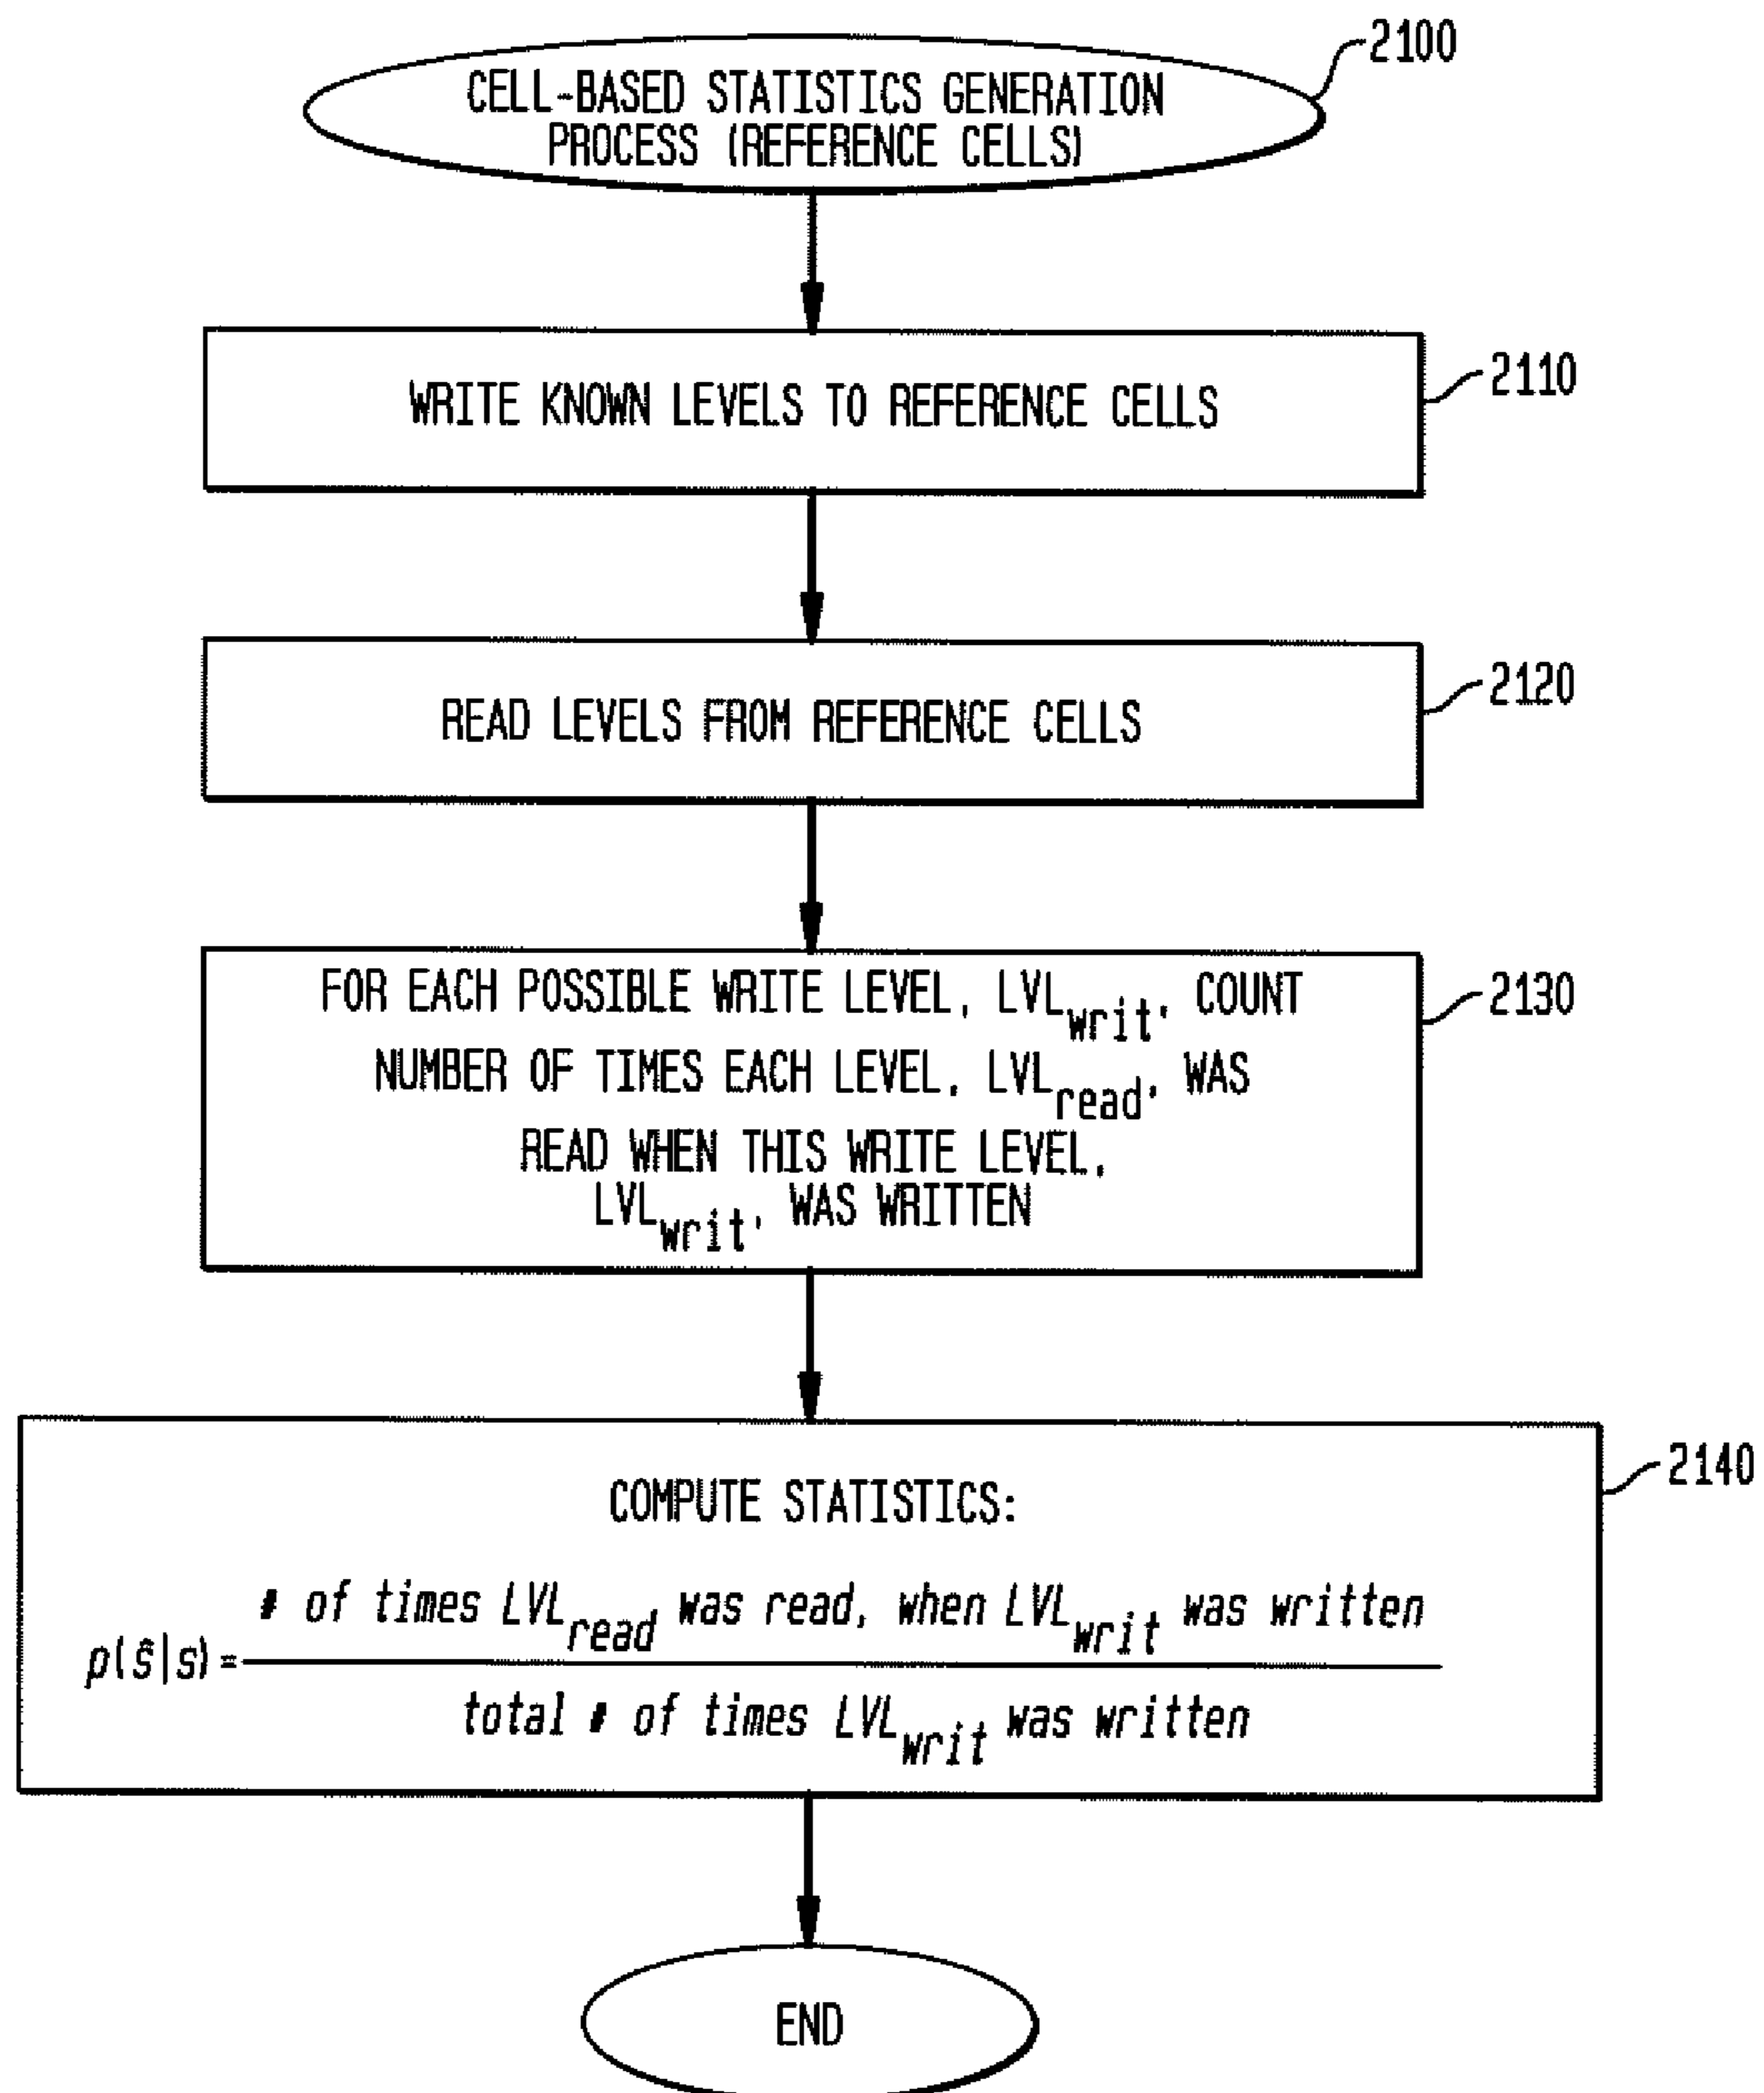 2100
CELL-BASED STATISTICS GENERATION
PROCESS (REFERENCE CELLS)
2110
WRITE KNOWN LEVELS TO REFERENCE CELLS
2120
READ LEVELS FROM REFERENCE CELLS
2130
FOR EACH POSSIBLE WRITE LEVEL, LVLwrit, COUNT
NUMBER OF TIMES EACH LEVEL, LVLread, WAS
READ WHEN THIS WRITE LEVEL,
LVLwrit, WAS WRITTEN
2140
COMPUTE STATISTICS:
# of times LVLread was read, when LVLwrit was written
p(ŝ|s)=
total # of times LVLwrit was written
END